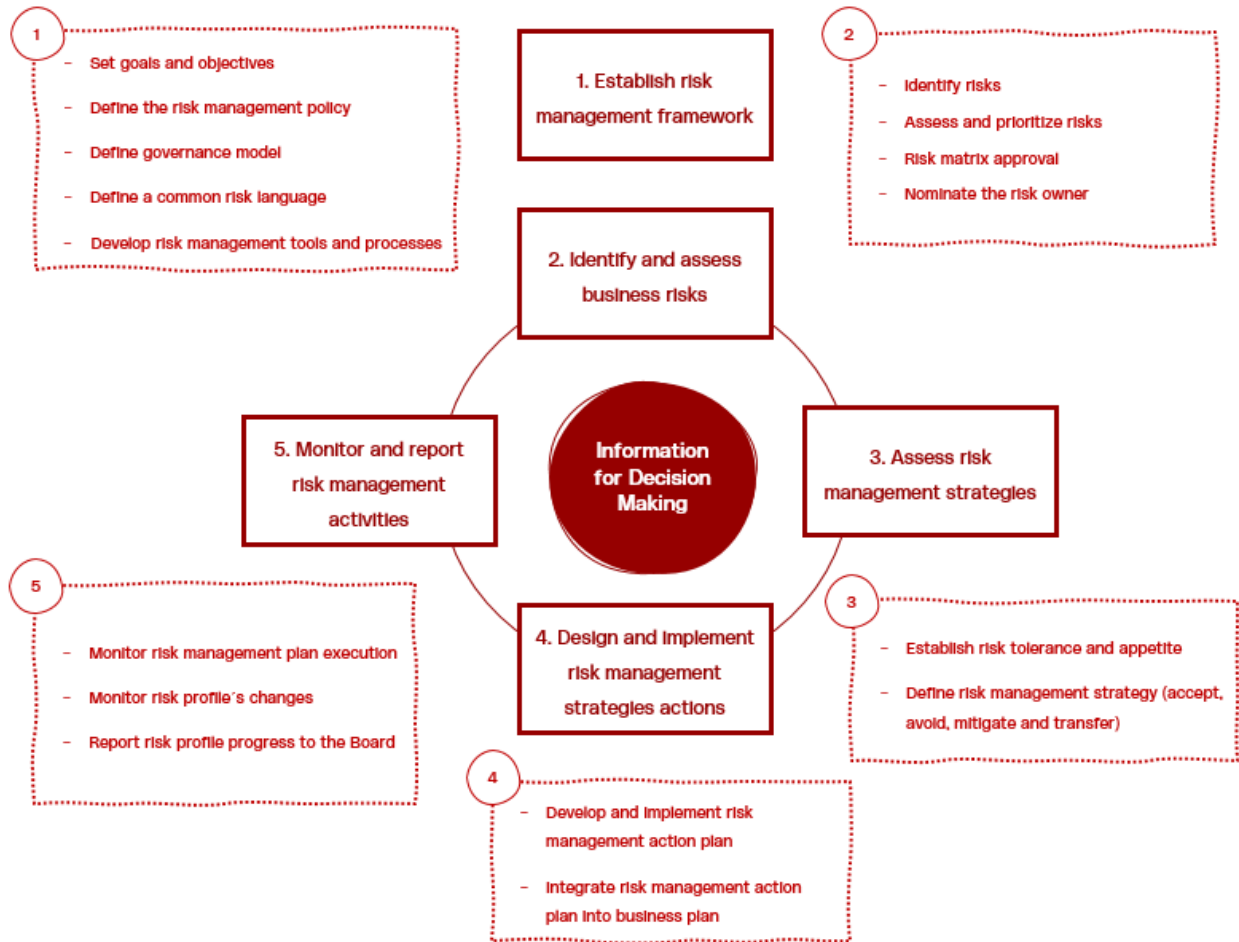 1
- Set goals and objectives
- Define the risk management policy
- Define governance model
- Define a common risk language
- Develop risk management tools and processes
1. Establish risk
management framework
2
- Identify risks
- Assess and prioritize risks
- Risk matrix approval
- Nominate the risk owner
2. Identify and assess
business risks
5. Monitor and report
risk management
activities
Information
for Decision
Making
3. Assess risk
management strategies
4. Design and implement
risk management
strategies actions
5
- Monitor risk management plan execution
- Monitor risk profile´s changes
- Report risk profile progress to the Board
3
- Establish risk tolerance and appetite
- Define risk management strategy (accept,
avoid, mitigate and transfer)
4
- Develop and implement risk
management action plan
- Integrate risk management action
plan into business plan